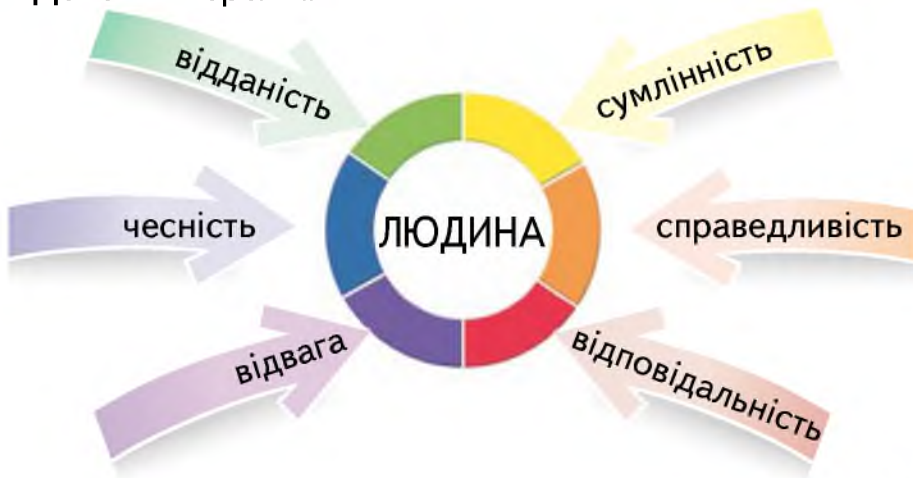 відданість
сумлінність
чесність
ЛЮДИНА
справедливість
відвага
відповідальність